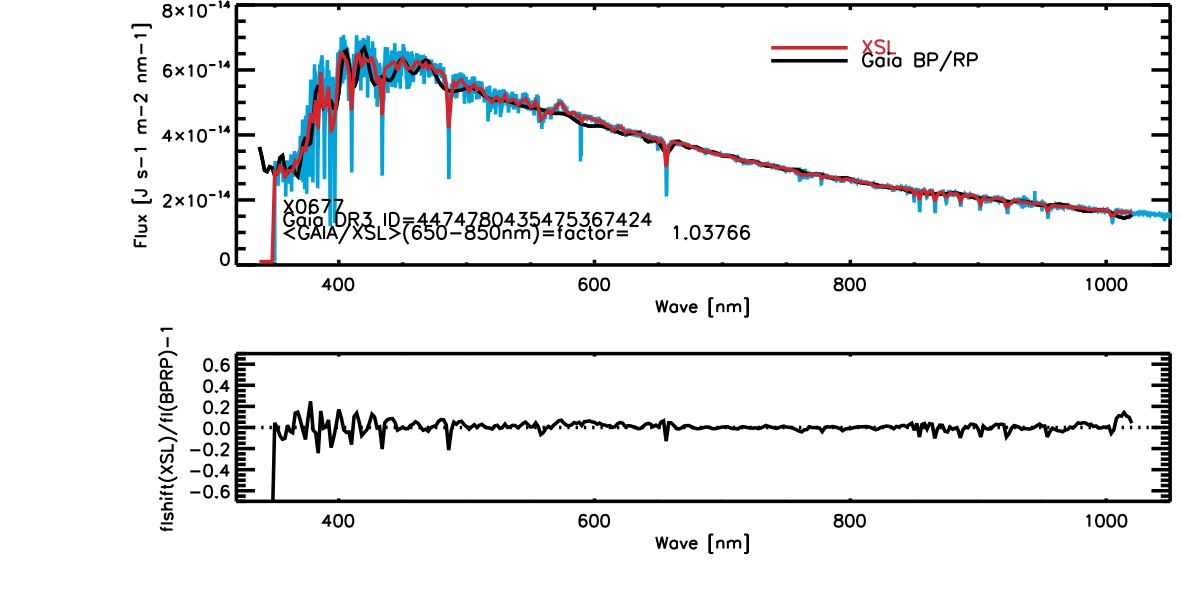 8×10−14
6×10−14
4×10−14
2×10−14
0
Flux [J s−1 m−2 nm−1]
XSL
Gaia BP/RP
X0677
Gaia DR3 ID=4474780435475367424
<GAIA/XSL>(650−850nm)=factor= 1.03766
400 600 800 1000
Wave [nm]
flshift(XSL)/fl(BPRP)−1
0.6
0.4
0.2
0.0
−0.2
−0.4
−0.6
400 600 800 1000
Wave [nm]